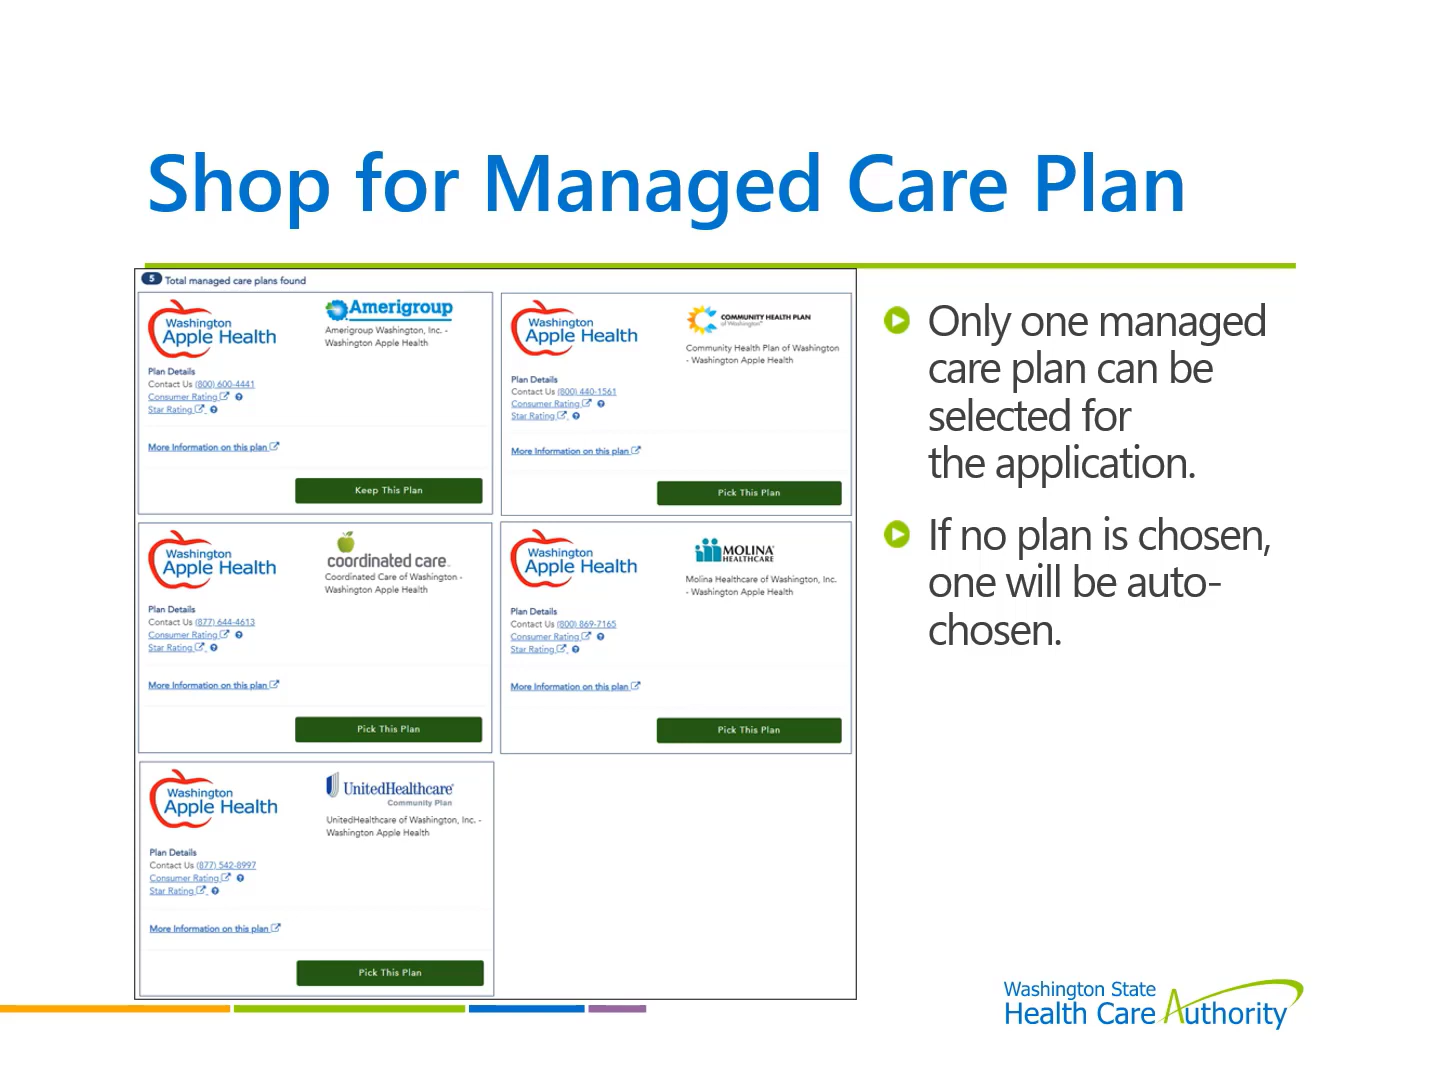 Shop for Managed Care Plan
5 Total managed care plans found
Washington
Apple Health
Amerigroup
Amerigroup Washington, Inc. -
Washington Apple Health
Plan Details
Contact Us (800) 600-4441
Consumer Rating
Star Rating
More Information on this plan
Keep This Plan
Washington
Apple Health
COMMUNITY HEALTH PLAN
of Washington™
Community Health Plan of Washington
- Washington Apple Health
Plan Details
Contact Us (800) 440-1561
Consumer Rating
Star Rating
More Information on this plan
Pick This Plan
Washington
Apple Health
coordinated care
Coordinated Care of Washington -
Washington Apple Health
Plan Details
Contact Us (877) 644-4613
Consumer Rating
Star Rating
More Information on this plan
Pick This Plan
Washington
Apple Health
MOLINA
HEALTHCARE
Molina Healthcare of Washington, Inc.
- Washington Apple Health
Plan Details
Contact Us (800) 869-7165
Consumer Rating
Star Rating
More Information on this plan
Pick This Plan
Washington
Apple Health
UnitedHealthcare
Community Plan
UnitedHealthcare of Washington, Inc. -
Washington Apple Health
Plan Details
Contact Us (877) 542-8997
Consumer Rating
Star Rating
More Information on this plan
Pick This Plan
Only one managed
care plan can be
selected for
the application.
If no plan is chosen,
one will be auto-
chosen.
Washington State
Health Care Authority